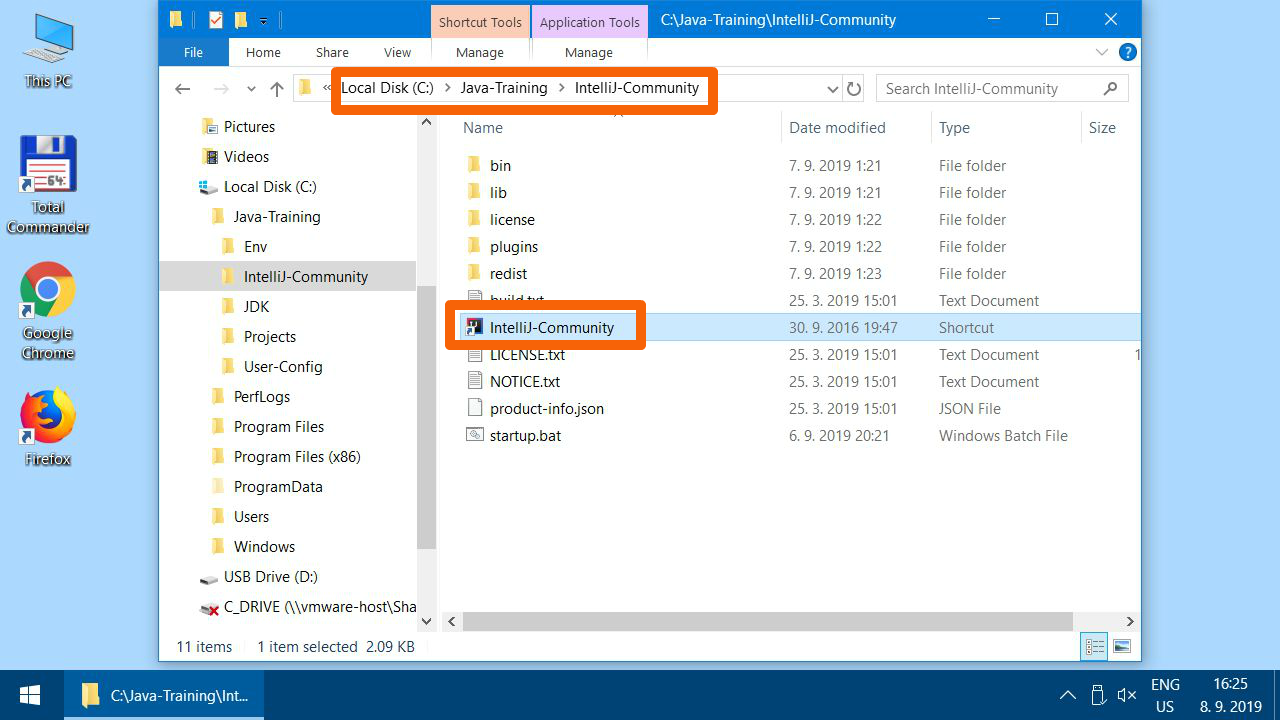 This PC
Total
Commander
64
Google
Chrome
Firefox
Shortcut Tools
Application Tools
C:\Java-Training\IntelliJ-Community
File
Home
Share
View
Manage
Manage
?
« Local Disk (C:) > Java-Training > IntelliJ-Community
Search IntelliJ-Community
Pictures
Videos
Local Disk (C:)
Java-Training
Env
IntelliJ-Community
JDK
Projects
User-Config
PerfLogs
Program Files
Program Files (x86)
ProgramData
Users
Windows
USB Drive (D:)
C_DRIVE (\\vmware-host\Sha
Name Date modified Type Size
bin 7. 9. 2019 1:21 File folder
lib 7. 9. 2019 1:21 File folder
license 7. 9. 2019 1:22 File folder
plugins 7. 9. 2019 1:22 File folder
redist 7. 9. 2019 1:23 File folder
build.txt 25. 3. 2019 15:01 Text Document
IntelliJ-Community 30. 9. 2016 19:47 Shortcut
LICENSE.txt 25. 3. 2019 15:01 Text Document 1
NOTICE.txt 25. 3. 2019 15:01 Text Document
product-info.json 25. 3. 2019 15:01 JSON File
startup.bat 6. 9. 2019 20:21 Windows Batch File
11 items 1 item selected 2.09 KB
C:\Java-Training\Int...
ENG
US
16:25
8. 9. 2019